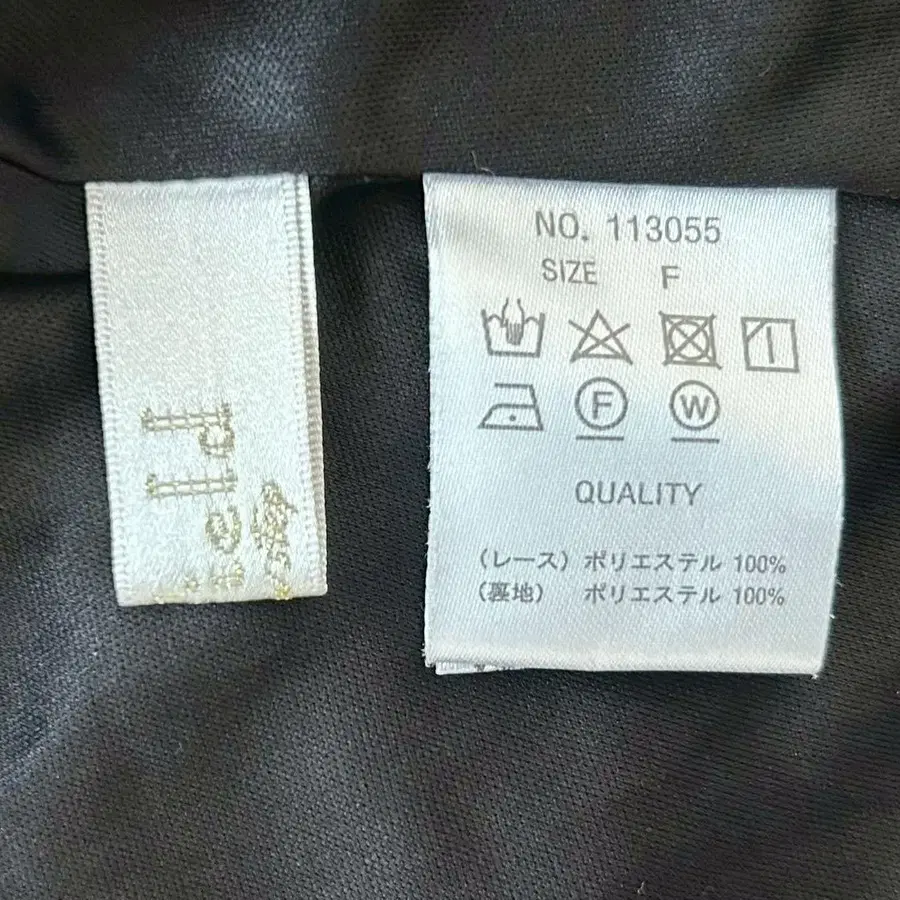 NO. 113055
SIZE F
F W
QUALITY
(レース) ポリエステル 100%
(裏地) ポリエステル 100%